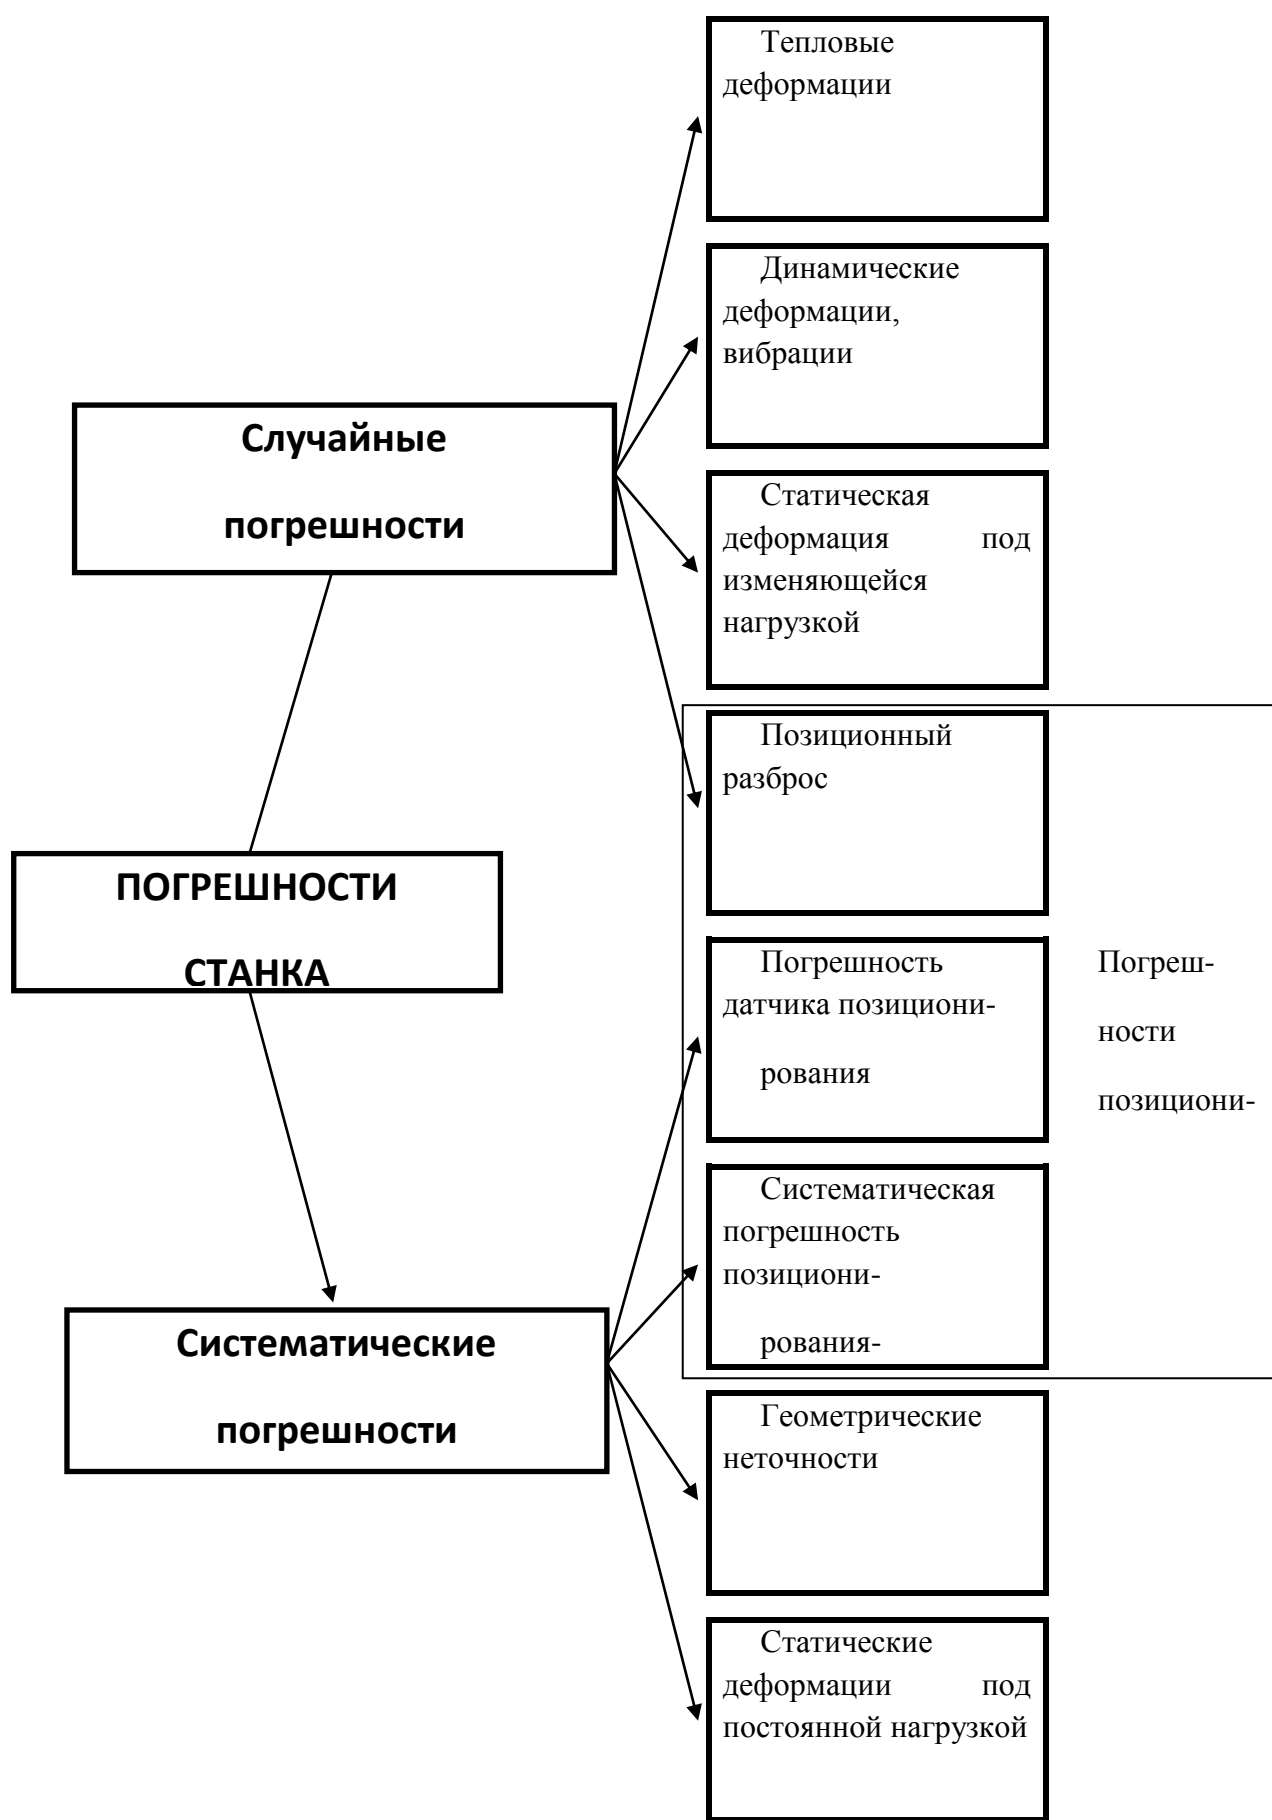 Тепловые
деформации
Динамические
деформации,
вибрации
Случайные
погрешности
Статическая
деформация под
изменяющейся
нагрузкой
Позиционный
разброс
ПОГРЕШНОСТИ
СТАНКА
Погрешность
датчика позициони-
рования
Погреш-
ности
позициони-
Систематическая
погрешность
позициони-
рования-
Систематические
погрешности
Геометрические
неточности
Статические
деформации под
постоянной нагрузкой